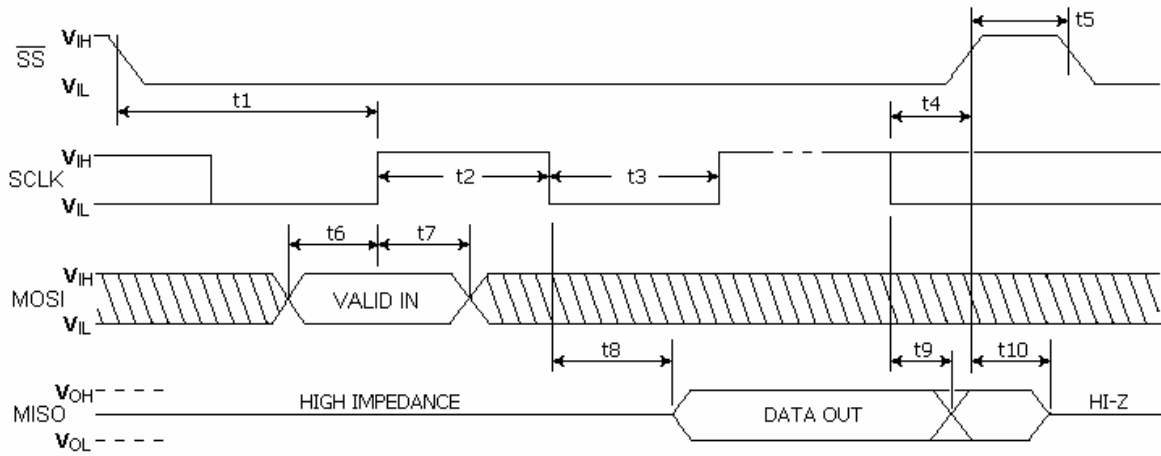 VIH
SS
VIL
t1
t4
t5
VIH
SCLK
VIL
t2
t3
t6
t7
VIH
MOSI
VIL
VALID IN
t8
t9
t10
VOH
MISO
VOL
HIGH IMPEDANCE
DATA OUT
HI-Z